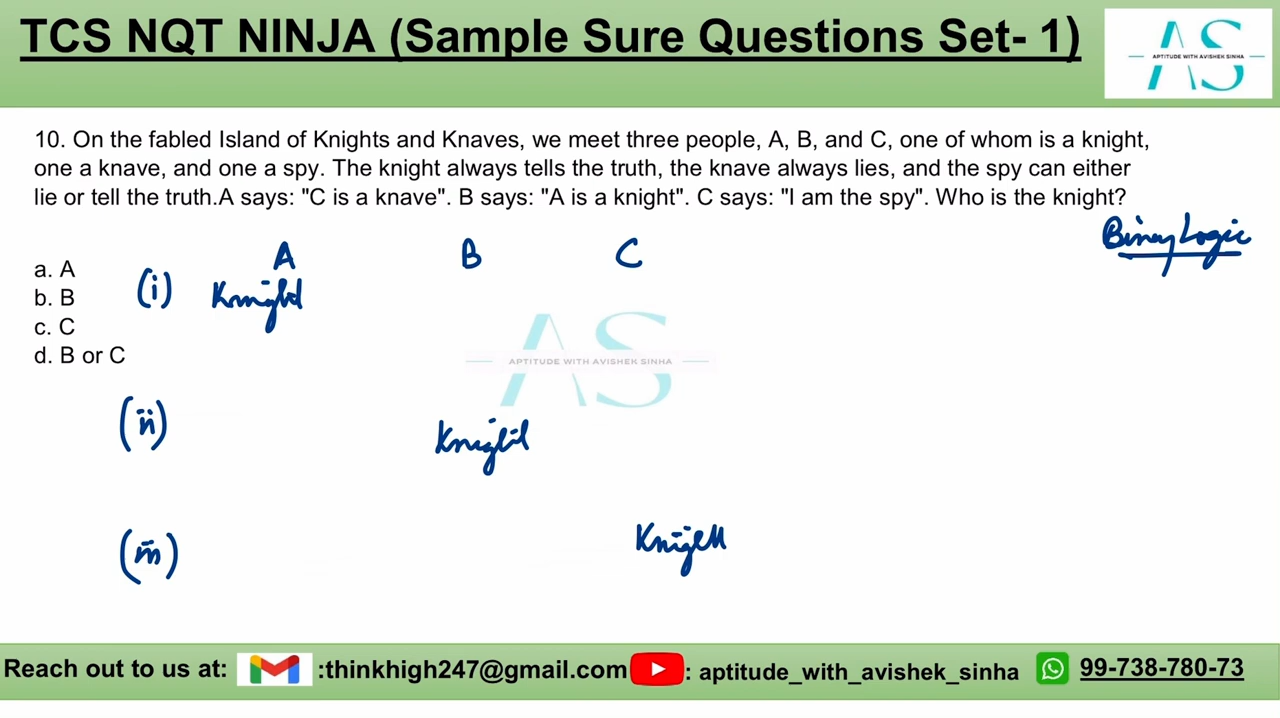 TCS NQT NINJA (Sample Sure Questions Set- 1)
AS
APTITUDE WITH AVISHEK SINHA
10. On the fabled Island of Knights and Knaves, we meet three people, A, B, and C, one of whom is a knight,
one a knave, and one a spy. The knight always tells the truth, the knave always lies, and the spy can either
lie or tell the truth.A says: "C is a knave". B says: "A is a knight". C says: "I am the spy". Who is the knight?
Binary Logic
A B C
a. A
b. B
c. C
d. B or C
(i) Knight
AS
APTITUDE WITH AVISHEK SINHA
(ii) Knight
(iii) Knight
Reach out to us at: :thinkhigh247@gmail.com : aptitude_with_avishek_sinha 99-738-780-73